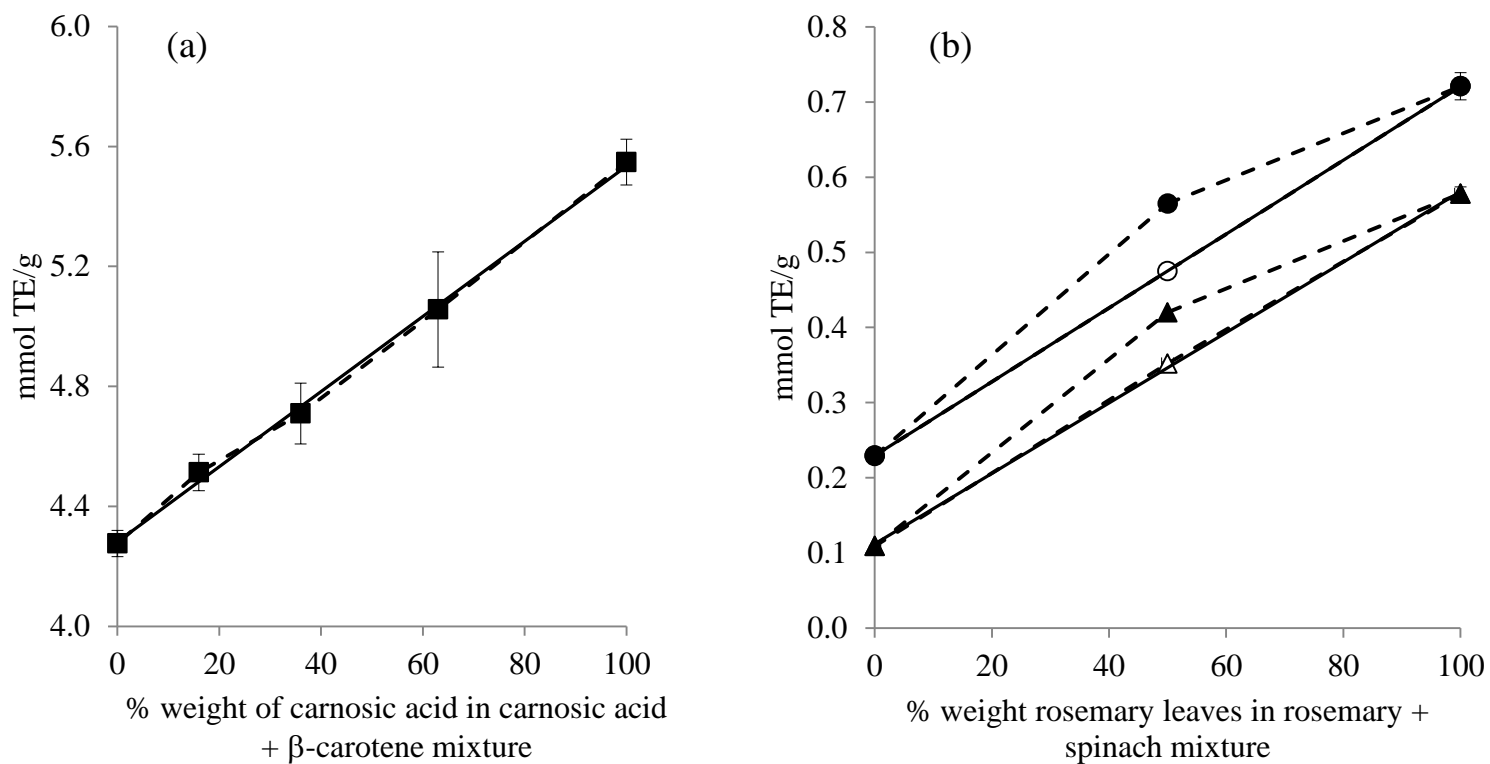 (a)
mmol TE/g
6.0
5.6
5.2
4.8
4.4
4.0
0 20 40 60 80 100
% weight of carnosic acid in carnosic acid
+ β-carotene mixture
(b)
mmol TE/g
0.8
0.7
0.6
0.5
0.4
0.3
0.2
0.1
0.0
0 20 40 60 80 100
% weight rosemary leaves in rosemary +
spinach mixture